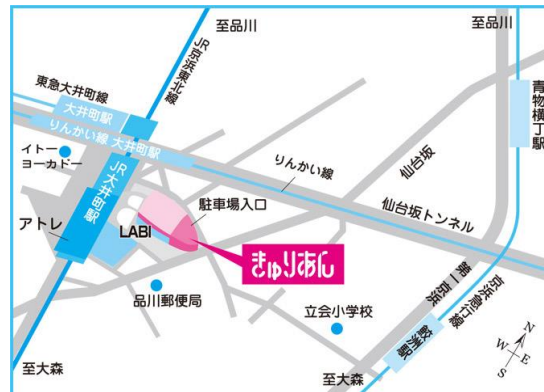 至品川
至品川
JR京浜東北線
東急大井町線
大井町駅
りんかい線 大井町駅
イトー
ヨーカドー
JR大井町駅
アトレ
LABI
駐車場入口
きゅりあん
りんかい線
仙台坂
仙台坂トンネル
青物横丁駅
品川郵便局
立会小学校
第一京浜
京浜急行線
鮫洲駅
至大森
至大森
N
W
E
S